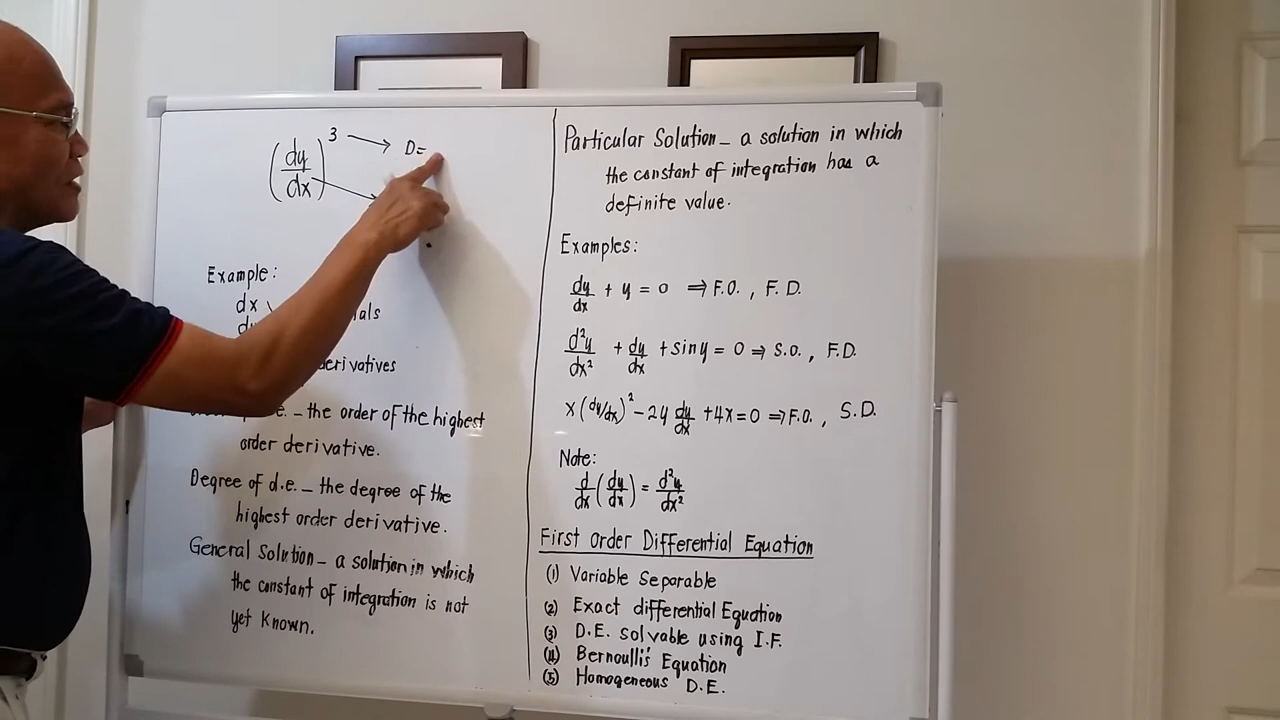 (dy/dx)³ → D=
Example:
dx
als
erivatives
e. – the order of the highest
order derivative.
Degree of d.e. – the degree of the
highest order derivative.
General Solution – a solution in which
the constant of integration is not
yet known.
Particular Solution – a solution in which
the constant of integration has a
definite value.
Examples:
dy/dx + y = 0 ⇒ F.O. , F.D.
d²y/dx² + dy/dx + sin y = 0 ⇒ S.O. , F.D.
x(dy/dx)² – 2y dy/dx + 4x = 0 ⇒ F.O. , S.D.
Note:
d/dx (dy/dx) = d²y/dx²
First Order Differential Equation
(1) Variable Separable
(2) Exact differential Equation
(3) D.E. solvable using I.F.
(4) Bernoulli's Equation
(5) Homogeneous D.E.